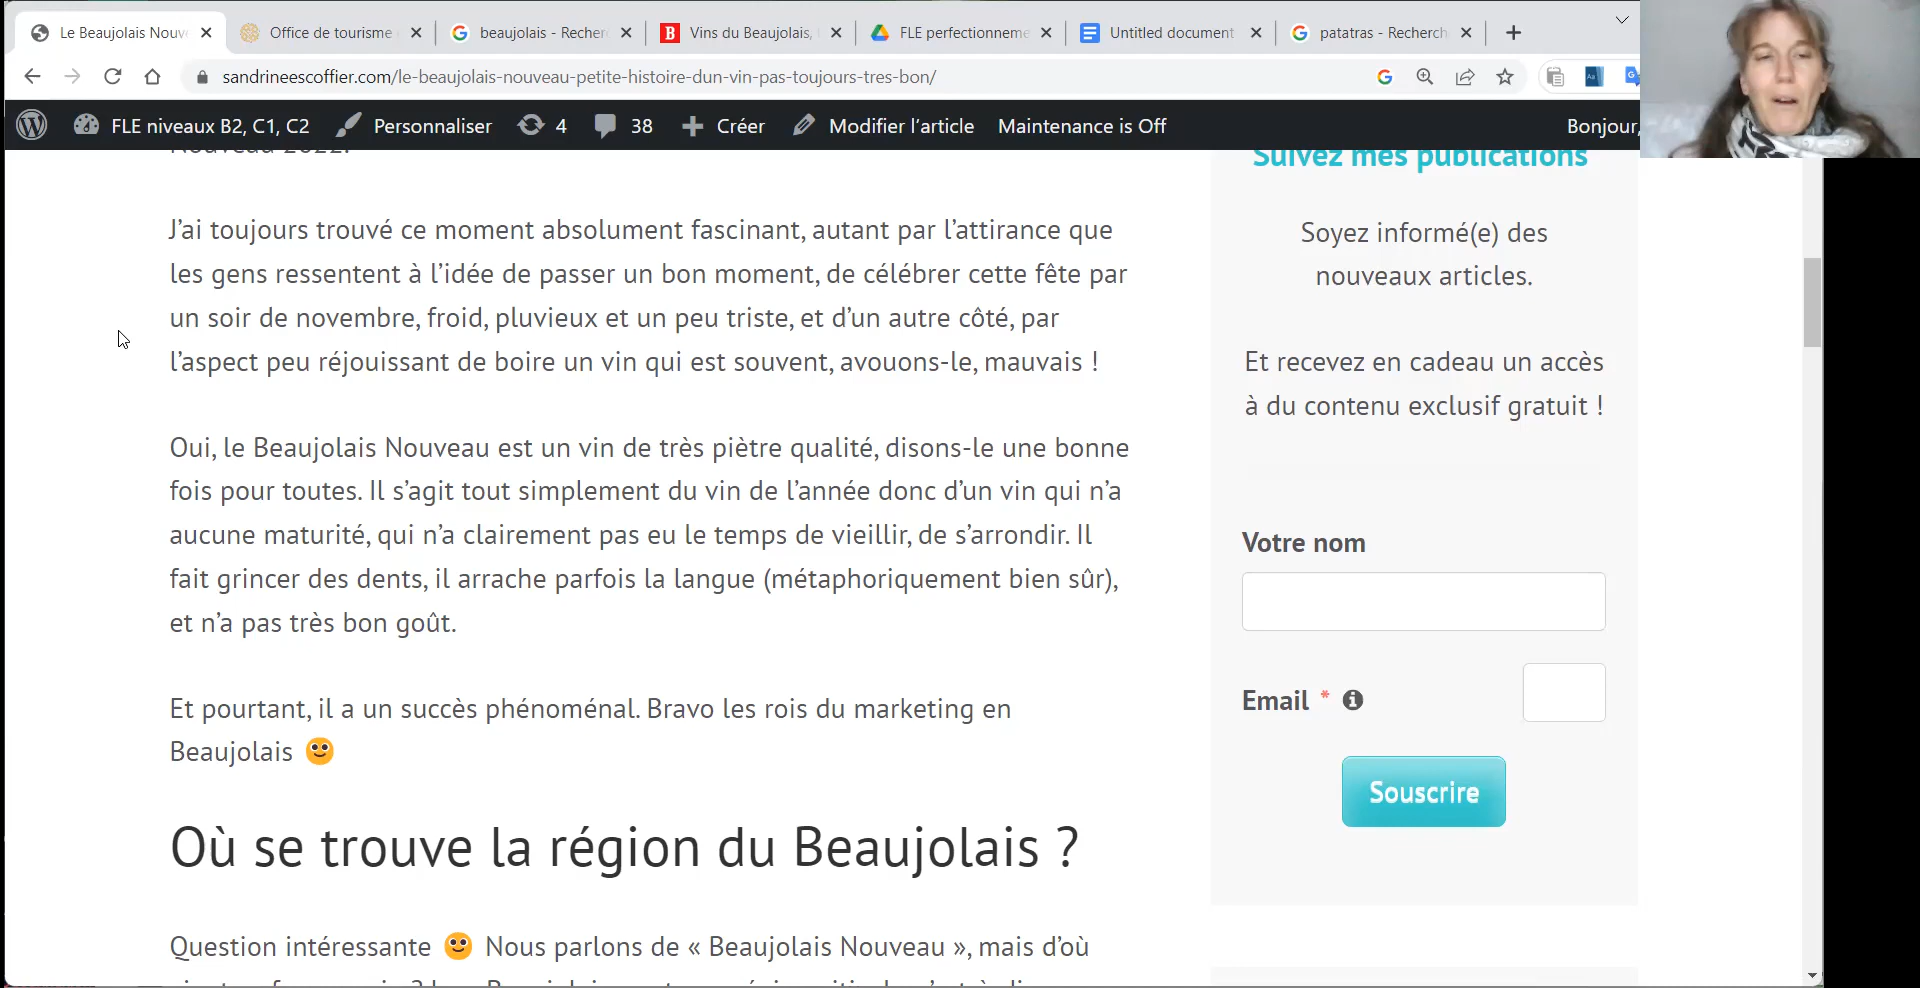 Le Beaujolais Nouv
Office de tourisme
beaujolais - Recher
Vins du Beaujolais,
FLE perfectionneme
Untitled document
patatras - Recherch
sandrineescoffier.com/le-beaujolais-nouveau-petite-histoire-dun-vin-pas-toujours-tres-bon/
FLE niveaux B2, C1, C2
Personnaliser
4
38
Créer
Modifier l’article
Maintenance is Off
Bonjour,
Nouveau 2022.
J’ai toujours trouvé ce moment absolument fascinant, autant par l’attirance que
les gens ressentent à l’idée de passer un bon moment, de célébrer cette fête par
un soir de novembre, froid, pluvieux et un peu triste, et d’un autre côté, par
l’aspect peu réjouissant de boire un vin qui est souvent, avouons-le, mauvais !
Oui, le Beaujolais Nouveau est un vin de très piètre qualité, disons-le une bonne
fois pour toutes. Il s’agit tout simplement du vin de l’année donc d’un vin qui n’a
aucune maturité, qui n’a clairement pas eu le temps de vieillir, de s’arrondir. Il
fait grincer des dents, il arrache parfois la langue (métaphoriquement bien sûr),
et n’a pas très bon goût.
Et pourtant, il a un succès phénoménal. Bravo les rois du marketing en
Beaujolais 🙂
Où se trouve la région du Beaujolais ?
Question intéressante 🙂 Nous parlons de « Beaujolais Nouveau », mais d’où
Suivez mes publications
Soyez informé(e) des
nouveaux articles.
Et recevez en cadeau un accès
à du contenu exclusif gratuit !
Votre nom
Email *
Souscrire